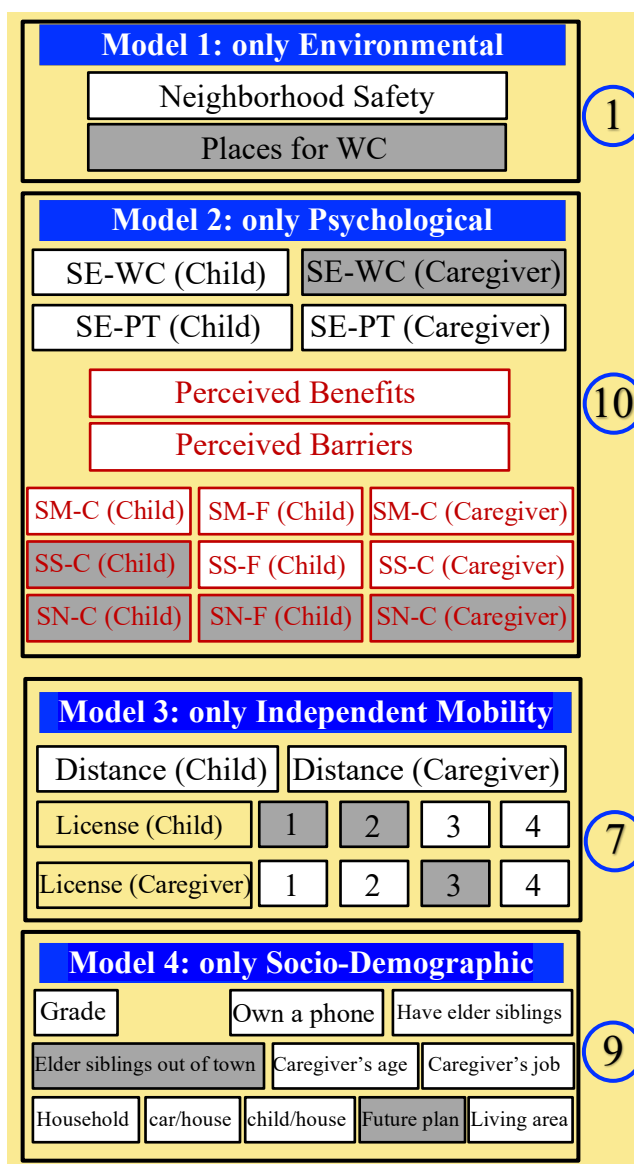 Model 1: only Environmental
Neighborhood Safety
Places for WC
1
Model 2: only Psychological
SE-WC (Child) SE-WC (Caregiver)
SE-PT (Child) SE-PT (Caregiver)
Perceived Benefits
Perceived Barriers
10
SM-C (Child) SM-F (Child) SM-C (Caregiver)
SS-C (Child) SS-F (Child) SS-C (Caregiver)
SN-C (Child) SN-F (Child) SN-C (Caregiver)
Model 3: only Independent Mobility
Distance (Child) Distance (Caregiver)
License (Child) 1 2 3 4
7
License (Caregiver) 1 2 3 4
Model 4: only Socio-Demographic
Grade Own a phone Have elder siblings
Elder siblings out of town Caregiver's age Caregiver's job
9
Household car/house child/house Future plan Living area